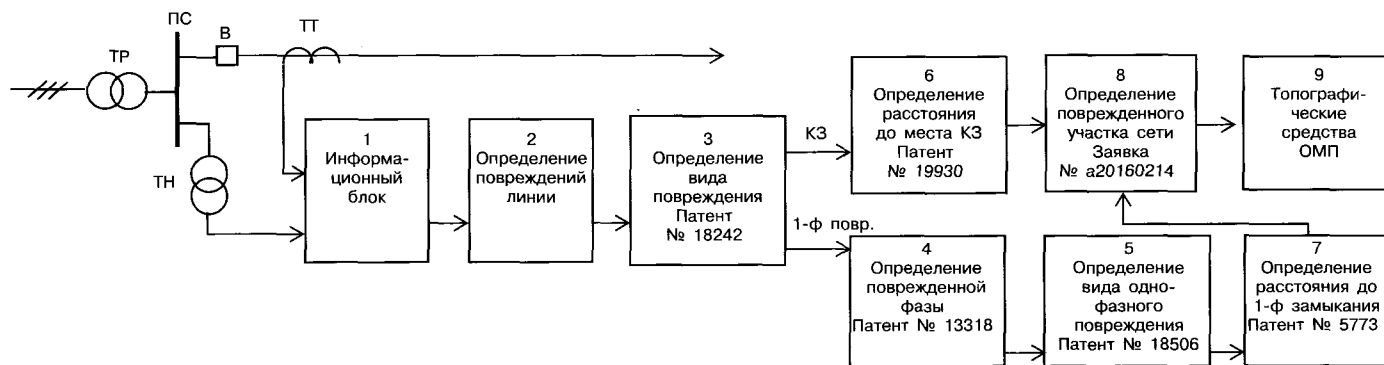 ТР
ПС
В
ТТ
ТН
1
Информа-
ционный
блок
2
Определение
повреждений
линии
3
Определение
вида
повреждения
Патент
№ 18242
КЗ
1-ф повр.
6
Определение
расстояния
до места КЗ
Патент
№ 19930
8
Определение
поврежденного
участка сети
Заявка
№ а20160214
9
Топографи-
ческие
средства
ОМП
4
Определение
поврежденной
фазы
Патент № 13318
5
Определение
вида одно-
фазного
повреждения
Патент № 18506
7
Определение
расстояния до
1-ф замыкания
Патент № 5773